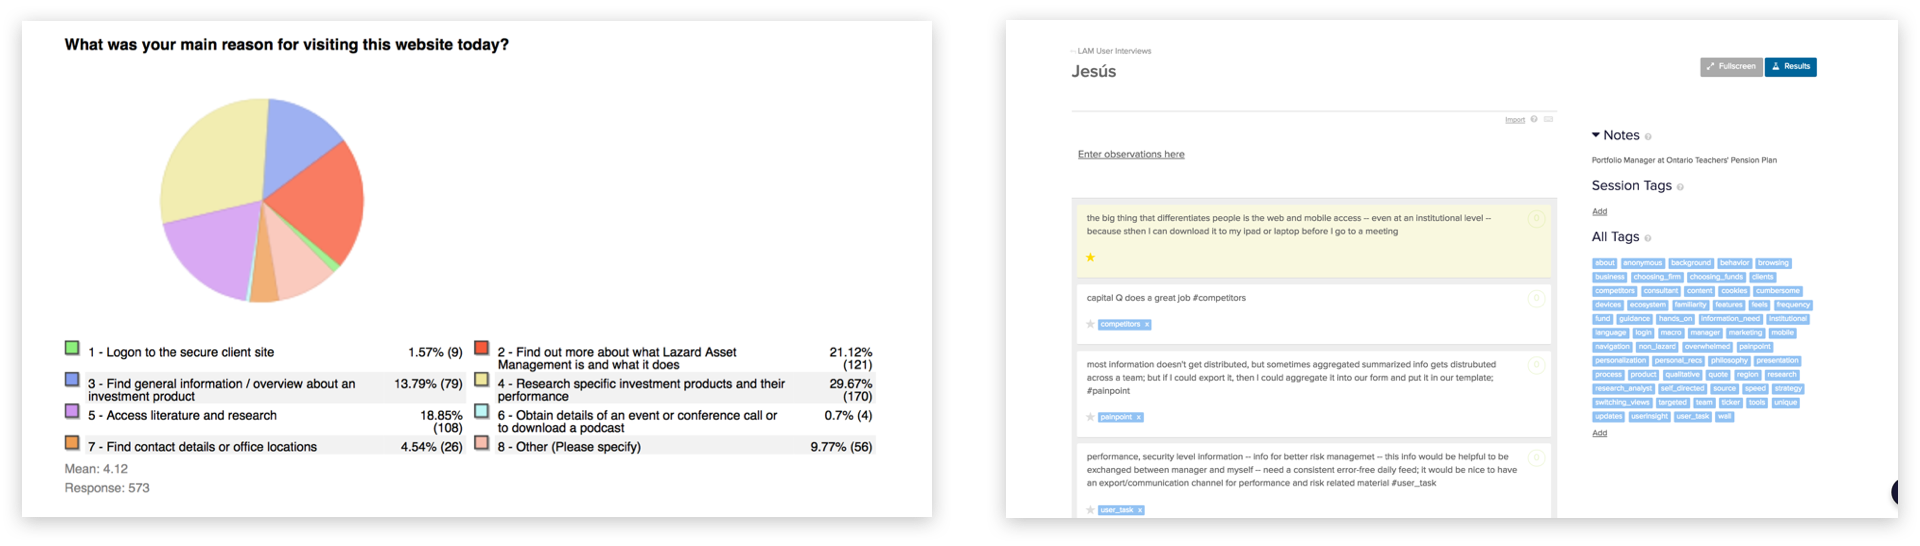 What was your main reason for visiting this website today?
1 - Logon to the secure client site 1.57% (9)
2 - Find out more about what Lazard Asset
Management is and what it does 21.12%
(121)
3 - Find general information / overview about an
investment product 13.79% (79)
4 - Research specific investment products and their
performance 29.67%
(170)
5 - Access literature and research 18.85%
(108)
6 - Obtain details of an event or conference call or
to download a podcast 0.7% (4)
7 - Find contact details or office locations 4.54% (26)
8 - Other (Please specify) 9.77% (56)
Mean: 4.12
Response: 573
LAM User Interviews
Jesús
Fullscreen Results
Import
Enter observations here
the big thing that differentiates people is the web and mobile access -- even at an institutional level --
because sthen I can download it to my ipad or laptop before I go to a meeting
0
capital Q does a great job #competitors
0
competitors x
most information doesn't get distributed, but sometimes aggregated summarized info gets distrubuted
across a team; but if I could export it, then I could aggregate it into our form and put it in our template;
#painpoint
0
painpoint x
performance, security level information -- info for better risk managemet -- this info would be helpful to be
exchanged between manager and myself -- need a consistent error-free daily feed; it would be nice to have
an export/communication channel for performance and risk related material #user_task
0
user_task x
Notes
Portfolio Manager at Ontario Teachers' Pension Plan
Session Tags
Add
All Tags
about anonymous background behavior browsing
business choosing_firm choosing_funds clients
competitors consultant content cookies cumbersome
devices ecosystem familiarity features feels frequency
fund guidance hands_on information_need institutional
language login macro manager marketing mobile
navigation non_lazard overwhelmed painpoint
personalization personal_recs philosophy presentation
process product qualitative quote region research
research_analyst self_directed source speed strategy
switching_views targeted team ticker tools unique
updates userinsight user_task wall
Add